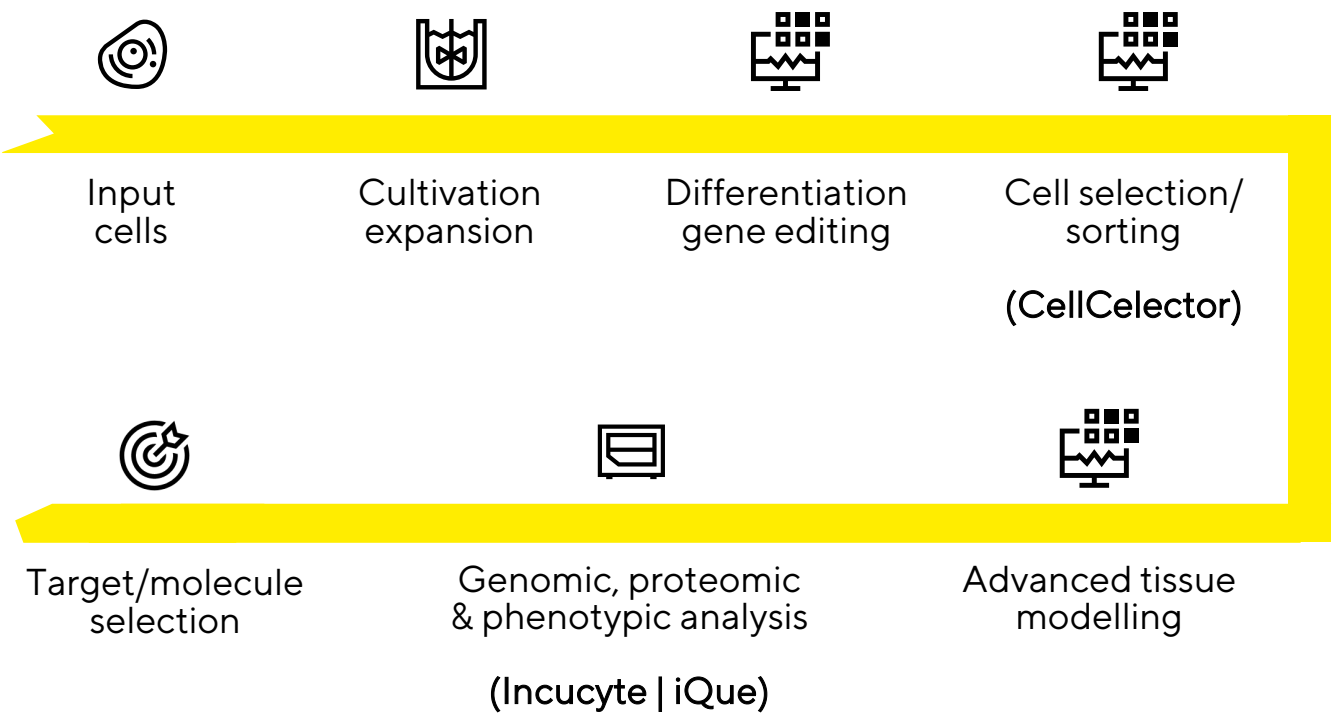 Input
cells
Cultivation
expansion
Differentiation
gene editing
Cell selection/
sorting
(CellCelector)
Target/molecule
selection
Genomic, proteomic
& phenotypic analysis
(Incucyte | iQue)
Advanced tissue
modelling